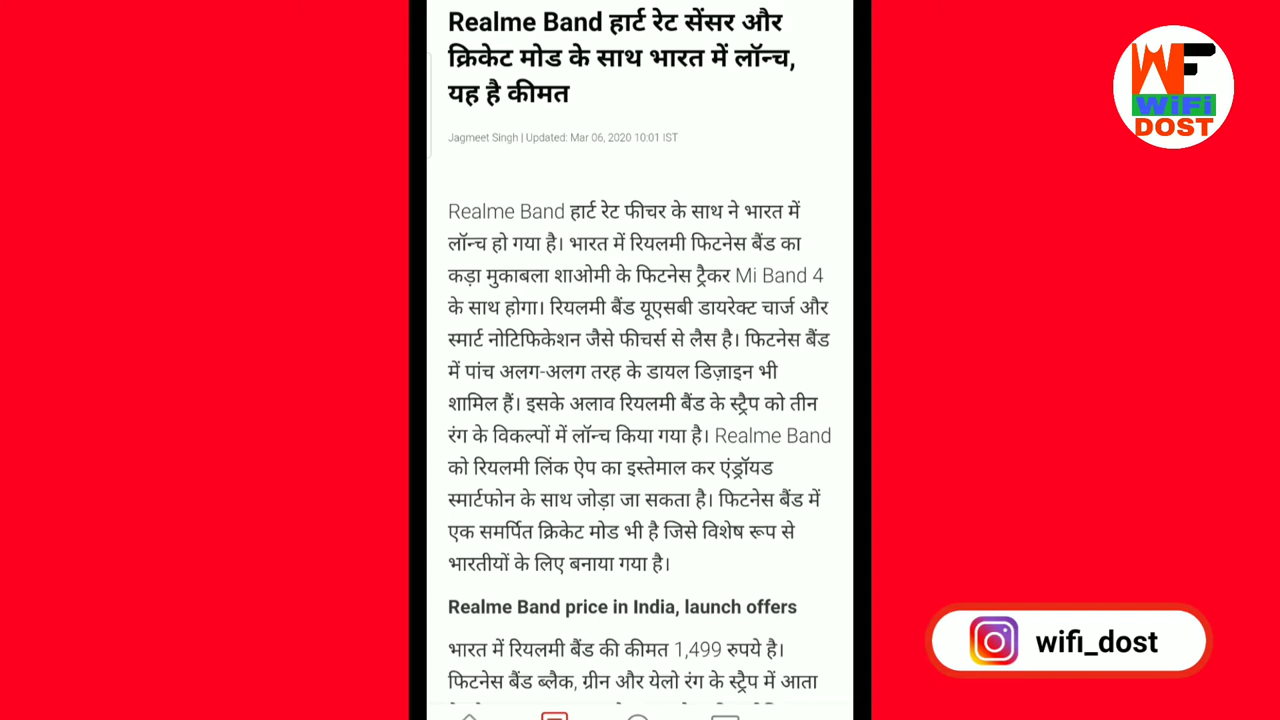 Realme Band हार्ट रेट सेंसर और
क्रिकेट मोड के साथ भारत में लॉन्च,
यह है कीमत
Jagmeet Singh | Updated: Mar 06, 2020 10:01 IST
Realme Band हार्ट रेट फीचर के साथ ने भारत में
लॉन्च हो गया है। भारत में रियलमी फिटनेस बैंड का
कड़ा मुकाबला शाओमी के फिटनेस ट्रैकर Mi Band 4
के साथ होगा। रियलमी बैंड यूएसबी डायरेक्ट चार्ज और
स्मार्ट नोटिफिकेशन जैसे फीचर्स से लैस है। फिटनेस बैंड
में पांच अलग-अलग तरह के डायल डिज़ाइन भी
शामिल हैं। इसके अलाव रियलमी बैंड के स्ट्रैप को तीन
रंग के विकल्पों में लॉन्च किया गया है। Realme Band
को रियलमी लिंक ऐप का इस्तेमाल कर एंड्रॉयड
स्मार्टफोन के साथ जोड़ा जा सकता है। फिटनेस बैंड में
एक समर्पित क्रिकेट मोड भी है जिसे विशेष रूप से
भारतीयों के लिए बनाया गया है।
Realme Band price in India, launch offers
भारत में रियलमी बैंड की कीमत 1,499 रुपये है।
फिटनेस बैंड ब्लैक, ग्रीन और येलो रंग के स्ट्रैप में आता
WF
WiFi
DOST
wifi_dost